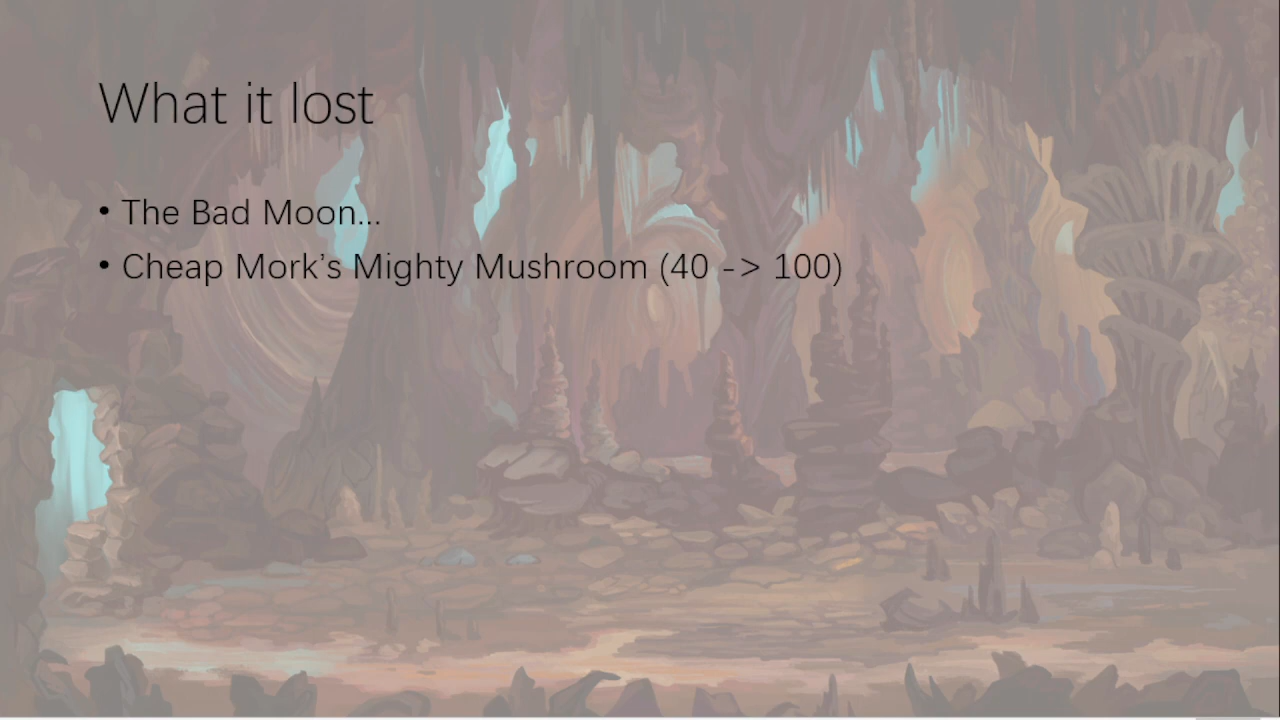 What it lost
• The Bad Moon...
• Cheap Mork's Mighty Mushroom (40 -> 100)